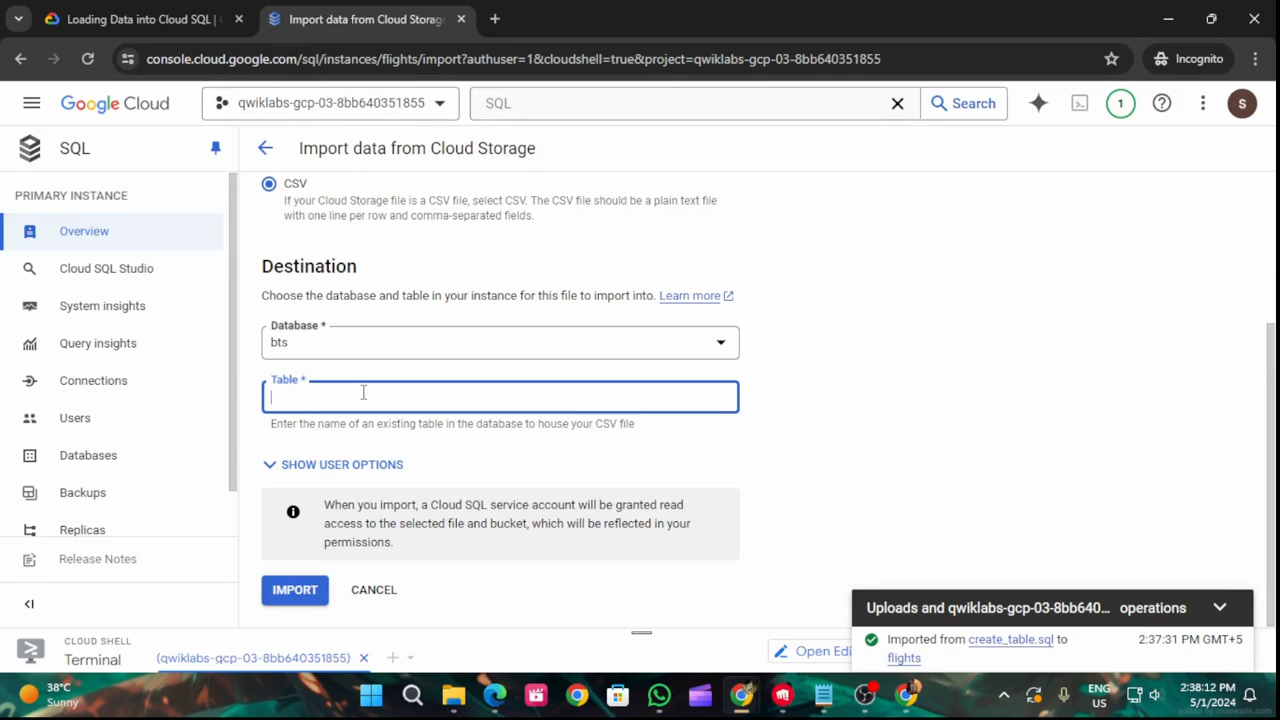 Loading Data into Cloud SQL | G
Import data from Cloud Storage
console.cloud.google.com/sql/instances/flights/import?authuser=1&cloudshell=true&project=qwiklabs-gcp-03-8bb640351855
Incognito
Google Cloud
qwiklabs-gcp-03-8bb640351855
SQL
Search
1
S
SQL
Import data from Cloud Storage
PRIMARY INSTANCE
Overview
Cloud SQL Studio
System insights
Query insights
Connections
Users
Databases
Backups
Replicas
Release Notes
CSV
If your Cloud Storage file is a CSV file, select CSV. The CSV file should be a plain text file
with one line per row and comma-separated fields.
Destination
Choose the database and table in your instance for this file to import into. Learn more
Database *
bts
Table *
Enter the name of an existing table in the database to house your CSV file
SHOW USER OPTIONS
When you import, a Cloud SQL service account will be granted read
access to the selected file and bucket, which will be reflected in your
permissions.
IMPORT
CANCEL
Uploads and qwiklabs-gcp-03-8bb640... operations
Imported from create_table.sql to
flights
2:37:31 PM GMT+5
CLOUD SHELL
Terminal
(qwiklabs-gcp-03-8bb640351855)
Open Edi
38°C
Sunny
ENG
US
2:38:12 PM
5/1/2024